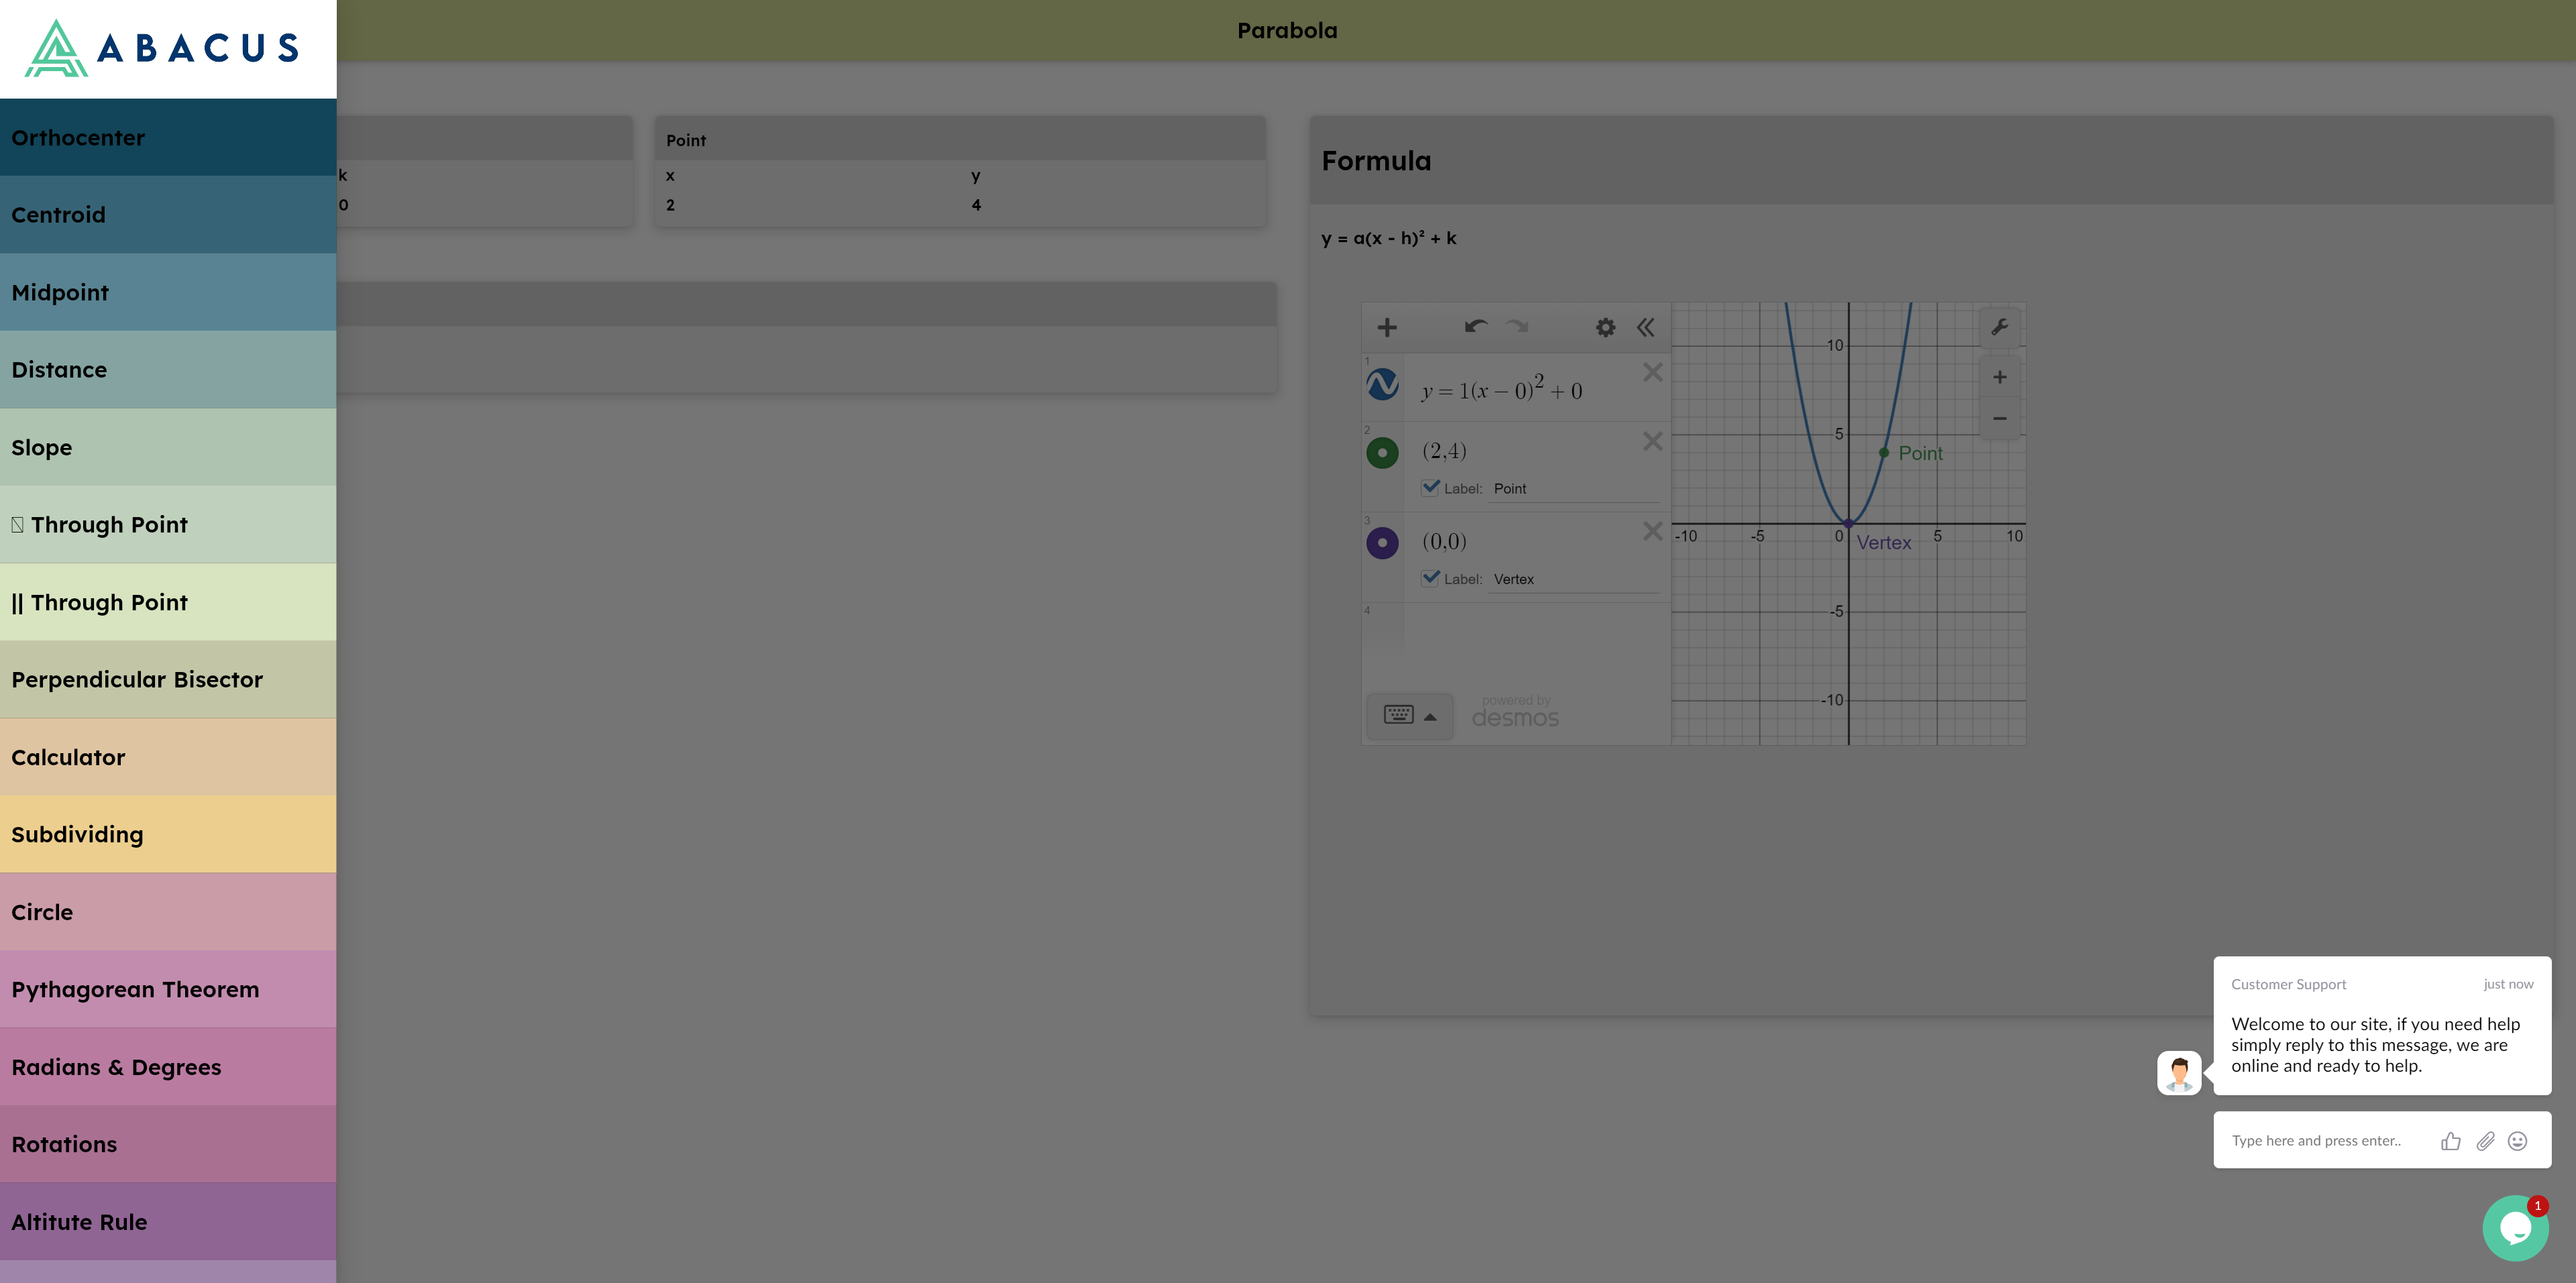 ABACUS
Orthocenter
Centroid
Midpoint
Distance
Slope
Through Point
|| Through Point
Perpendicular Bisector
Calculator
Subdividing
Circle
Pythagorean Theorem
Radians & Degrees
Rotations
Altitute Rule
Parabola
k
0
Point
x y
2 4
Formula
y = a(x - h)² + k
1
y = 1(x − 0)² + 0
2
(2,4)
Label: Point
3
(0,0)
Label: Vertex
4
powered by
desmos
10
5
Point
-10 -5 0 5 10
Vertex
-5
-10
Customer Support just now
Welcome to our site, if you need help
simply reply to this message, we are
online and ready to help.
Type here and press enter..
1